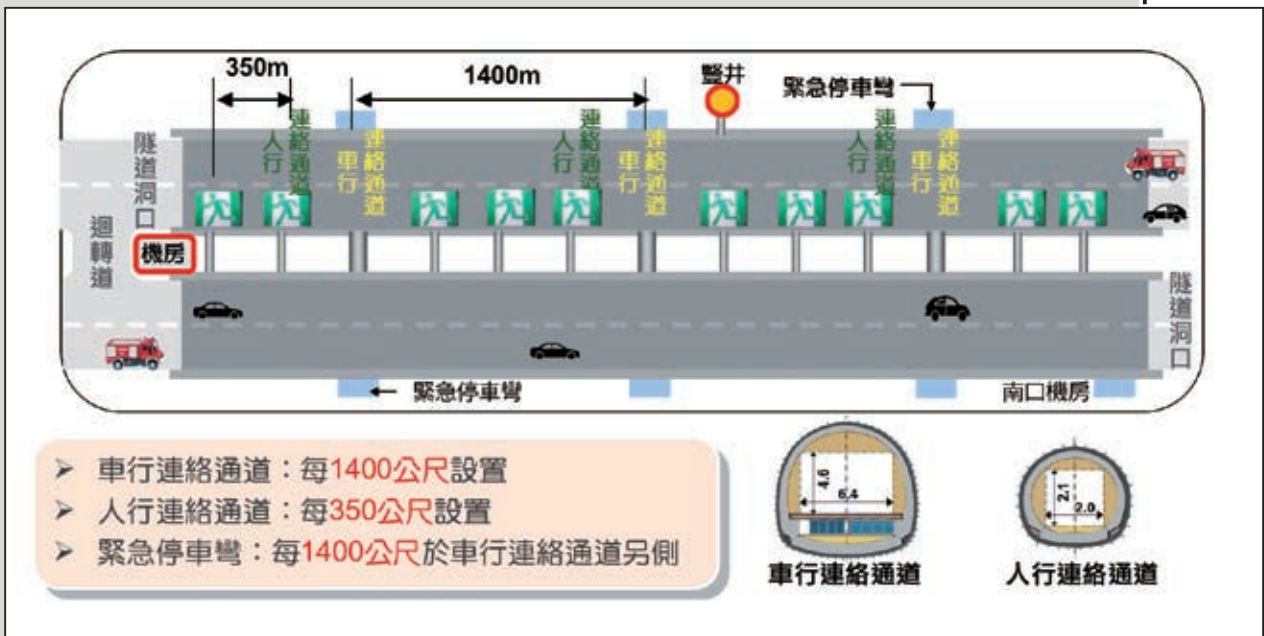 350m
1400m
豎井
緊急停車彎
隧道洞口
人行
連絡通道
車行
連絡通道
人行
連絡通道
車行
連絡通道
人行
連絡通道
車行
連絡通道
迴轉道
機房
隧道洞口
緊急停車彎
南口機房
➢ 車行連絡通道：每1400公尺設置
➢ 人行連絡通道：每350公尺設置
➢ 緊急停車彎：每1400公尺於車行連絡通道另側
4.6
6.4
2.1
2.0
車行連絡通道
人行連絡通道